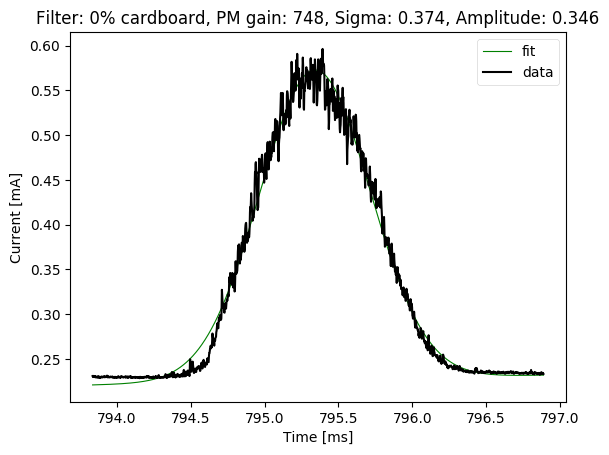 Filter: 0% cardboard, PM gain: 748, Sigma: 0.374, Amplitude: 0.346
fit
data
0.60
0.55
0.50
0.45
0.40
0.35
0.30
0.25
Current [mA]
794.0 794.5 795.0 795.5 796.0 796.5 797.0
Time [ms]